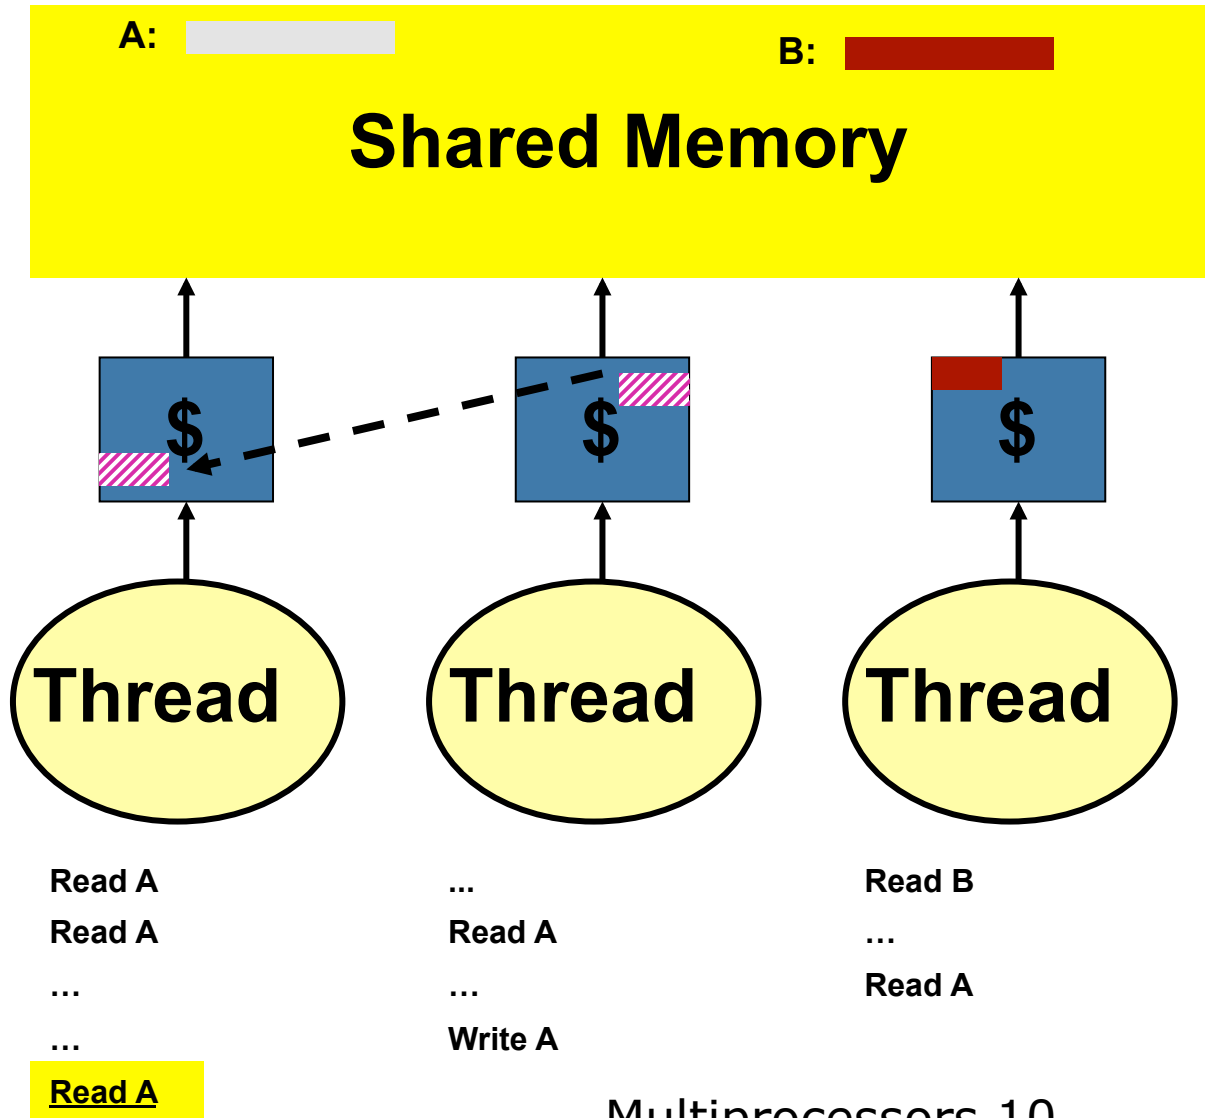 A:
B:
Shared Memory
$ $ $
Thread Thread Thread
Read A ... Read B
Read A Read A …
… … Read A
… Write A
Read A
Multiprocessors 10